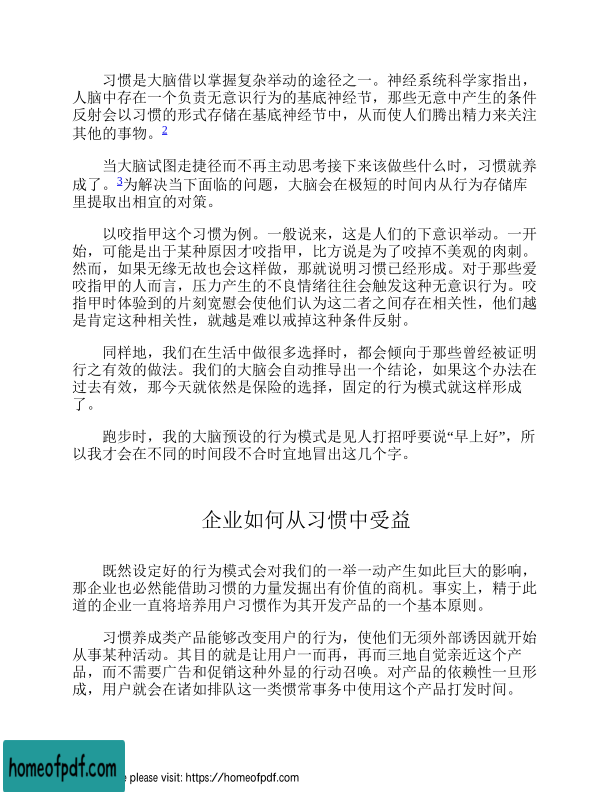 习惯是大脑借以掌握复杂举动的途径之一。神经系统科学家指出，
人脑中存在一个负责无意识行为的基底神经节，那些无意中产生的条件
反射会以习惯的形式存储在基底神经节中，从而使人们腾出精力来关注
其他的事物。2
当大脑试图走捷径而不再主动思考接下来该做些什么时，习惯就养
成了。3为解决当下面临的问题，大脑会在极短的时间内从行为存储库
里提取出相宜的对策。
以咬指甲这个习惯为例。一般说来，这是人们的下意识举动。一开
始，可能是出于某种原因才咬指甲，比方说是为了咬掉不美观的肉刺。
然而，如果无缘无故也会这样做，那就说明习惯已经形成。对于那些爱
咬指甲的人而言，压力产生的不良情绪往往会触发这种无意识行为。咬
指甲时体验到的片刻宽慰会使他们认为这二者之间存在相关性，他们越
是肯定这种相关性，就越是难以戒掉这种条件反射。
同样地，我们在生活中做很多选择时，都会倾向于那些曾经被证明
行之有效的做法。我们的大脑会自动推导出一个结论，如果这个办法在
过去有效，那今天就依然是保险的选择，固定的行为模式就这样形成
了。
跑步时，我的大脑预设的行为模式是见人打招呼要说“早上好”，所
以我才会在不同的时间段不合时宜地冒出这几个字。
企业如何从习惯中受益
既然设定好的行为模式会对我们的一举一动产生如此巨大的影响，
那企业也必然能借助习惯的力量发掘出有价值的商机。事实上，精于此
道的企业一直将培养用户习惯作为其开发产品的一个基本原则。
习惯养成类产品能够改变用户的行为，使他们无须外部诱因就开始
从事某种活动。其目的就是让用户一而再，再而三地自觉亲近这个产
品，而不需要广告和促销这种外显的行动召唤。对产品的依赖性一旦形
成，用户就会在诸如排队这一类惯常事务中使用这个产品打发时间。
homeofpdf.com
please visit: https://homeofpdf.com